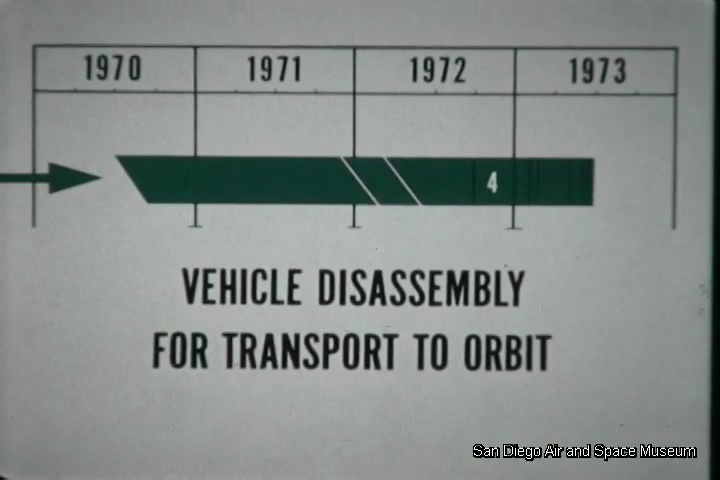 1970 1971 1972 1973
4
VEHICLE DISASSEMBLY
FOR TRANSPORT TO ORBIT
San Diego Air and Space Museum